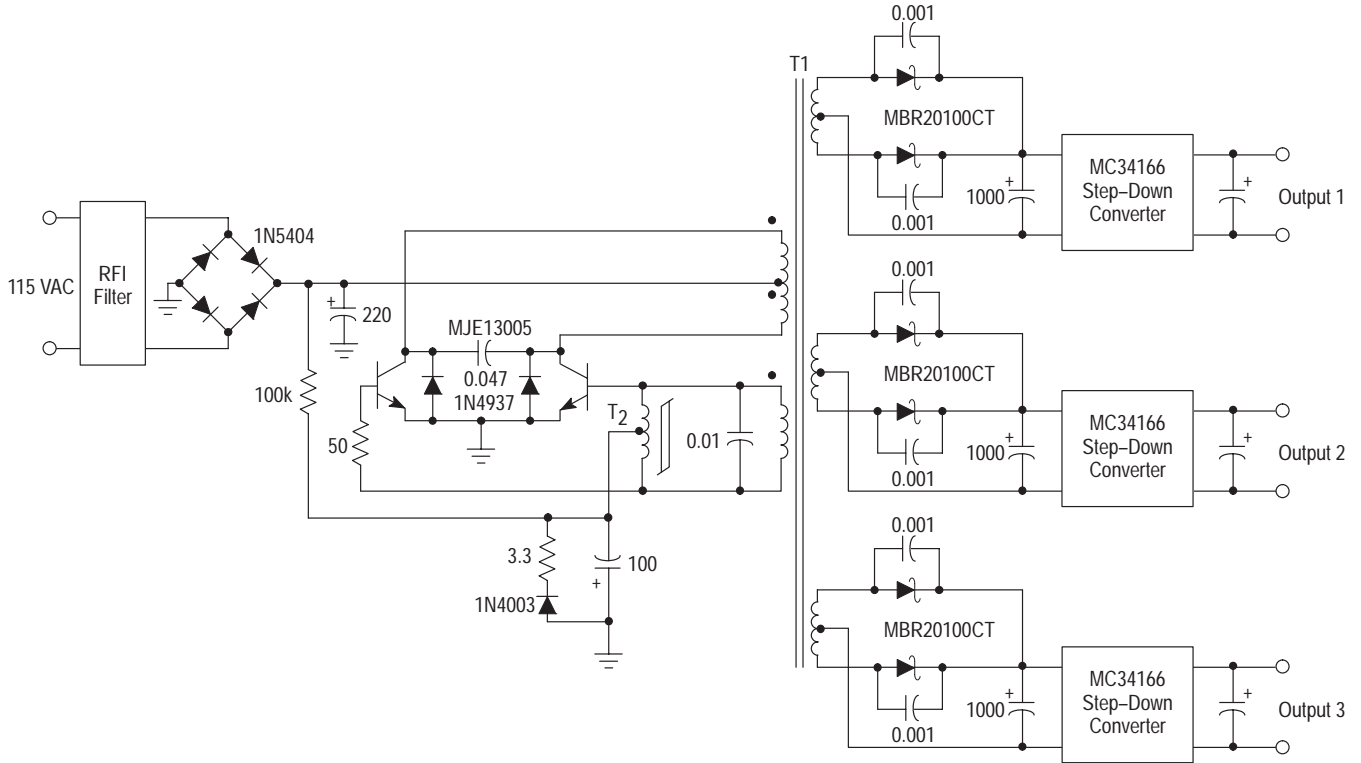 0.001
T1
MBR20100CT
MC34166
Step–Down
Converter
1000
+
+
Output 1
0.001
115 VAC
RFI
Filter
1N5404
+
220
MJE13005
0.047
1N4937
100k
50
T2
0.01
3.3
100
+
1N4003
0.001
MBR20100CT
MC34166
Step–Down
Converter
1000
+
+
Output 2
0.001
0.001
MBR20100CT
MC34166
Step–Down
Converter
1000
+
+
Output 3
0.001